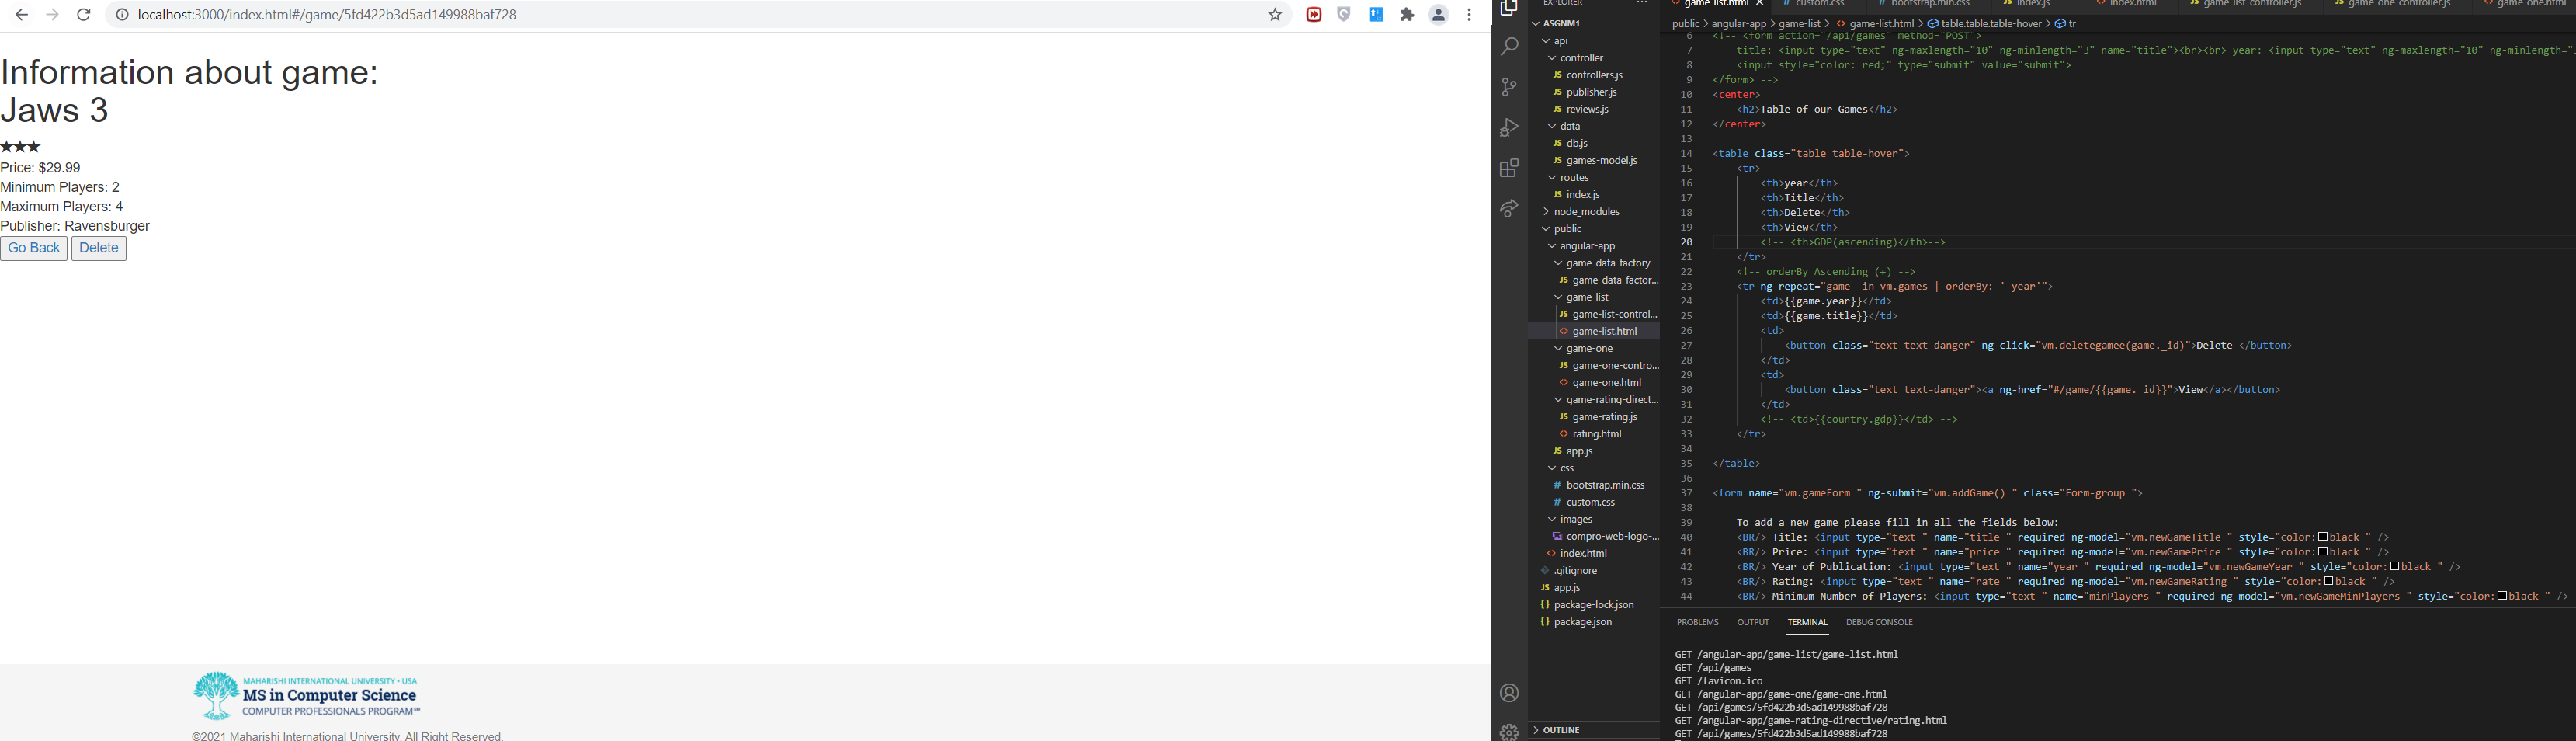 localhost:3000/index.html#/game/5fd422b3d5ad149988baf728
Information about game:
Jaws 3
★★★
Price: $29.99
Minimum Players: 2
Maximum Players: 4
Publisher: Ravensburger
Go Back Delete
MAHARISHI INTERNATIONAL UNIVERSITY • USA
MS in Computer Science
COMPUTER PROFESSIONALS PROGRAM℠
©2021 Maharishi International University. All Right Reserved.
EXPLORER ···
ASGNM1
api
controller
JS controllers.js
JS publisher.js
JS reviews.js
data
JS db.js
JS games-model.js
routes
JS index.js
node_modules
public
angular-app
game-data-factory
JS game-data-factor...
game-list
JS game-list-control...
<> game-list.html
game-one
JS game-one-contro...
<> game-one.html
game-rating-direct...
JS game-rating.js
<> rating.html
JS app.js
css
# bootstrap.min.css
# custom.css
images
compro-web-logo-...
<> index.html
.gitignore
JS app.js
{} package-lock.json
{} package.json
OUTLINE
<> game-list.html × # custom.css # bootstrap.min.css JS index.js <> index.html JS game-list-controller.js JS game-one-controller.js <> game-one.html
public > angular-app > game-list > <> game-list.html > table.table.table-hover > tr
6 <!-- <form action="/api/games" method="POST">
7 title: <input type="text" ng-maxlength="10" ng-minlength="3" name="title"><br><br> year: <input type="text" ng-maxlength="10" ng-minlength="3
8 <input style="color: red;" type="submit" value="submit">
9 </form> -->
10 <center>
11 <h2>Table of our Games</h2>
12 </center>
13
14 <table class="table table-hover">
15 <tr>
16 <th>year</th>
17 <th>Title</th>
18 <th>Delete</th>
19 <th>View</th>
20 <!-- <th>GDP(ascending)</th>-->
21 </tr>
22 <!-- orderBy Ascending (+) -->
23 <tr ng-repeat="game  in vm.games | orderBy: '-year'">
24 <td>{{game.year}}</td>
25 <td>{{game.title}}</td>
26 <td>
27 <button class="text text-danger" ng-click="vm.deletegamee(game._id)">Delete </button>
28 </td>
29 <td>
30 <button class="text text-danger"><a ng-href="#/game/{{game._id}}">View</a></button>
31 </td>
32 <!-- <td>{{country.gdp}}</td> -->
33 </tr>
34
35 </table>
36
37 <form name="vm.gameForm " ng-submit="vm.addGame() " class="Form-group ">
38
39 To add a new game please fill in all the fields below:
40 <BR/> Title: <input type="text " name="title " required ng-model="vm.newGameTitle " style="color:black " />
41 <BR/> Price: <input type="text " name="price " required ng-model="vm.newGamePrice " style="color:black " />
42 <BR/> Year of Publication: <input type="text " name="year " required ng-model="vm.newGameYear " style="color:black " />
43 <BR/> Rating: <input type="text " name="rate " required ng-model="vm.newGameRating " style="color:black " />
44 <BR/> Minimum Number of Players: <input type="text " name="minPlayers " required ng-model="vm.newGameMinPlayers " style="color:black " />
PROBLEMS OUTPUT TERMINAL DEBUG CONSOLE
GET /angular-app/game-list/game-list.html
GET /api/games
GET /favicon.ico
GET /angular-app/game-one/game-one.html
GET /api/games/5fd422b3d5ad149988baf728
GET /angular-app/game-rating-directive/rating.html
GET /api/games/5fd422b3d5ad149988baf728